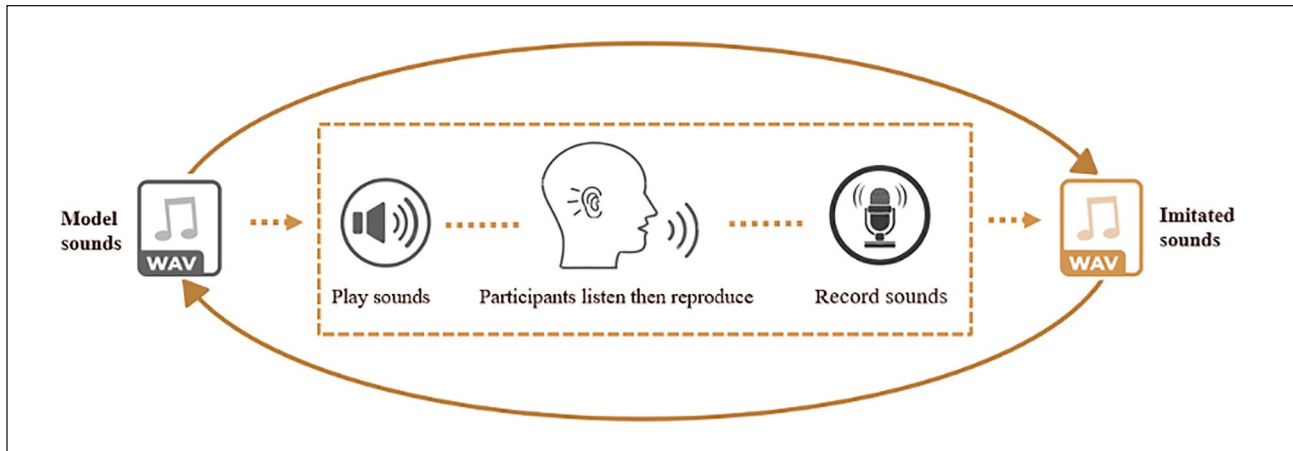 Model
sounds
WAV
Play sounds
Participants listen then reproduce
Record sounds
WAV
Imitated
sounds